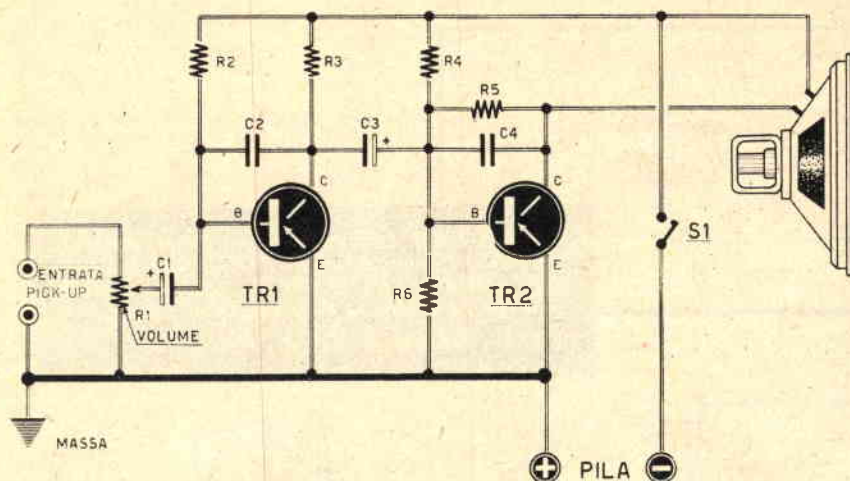 R2
R3
R4
R5
C2
C3
+
C4
C
C
B
B
S1
E
E
+
C1
ENTRATA
PICK-UP
R1
VOLUME
TR1
R6
TR2
MASSA
+ PILA −